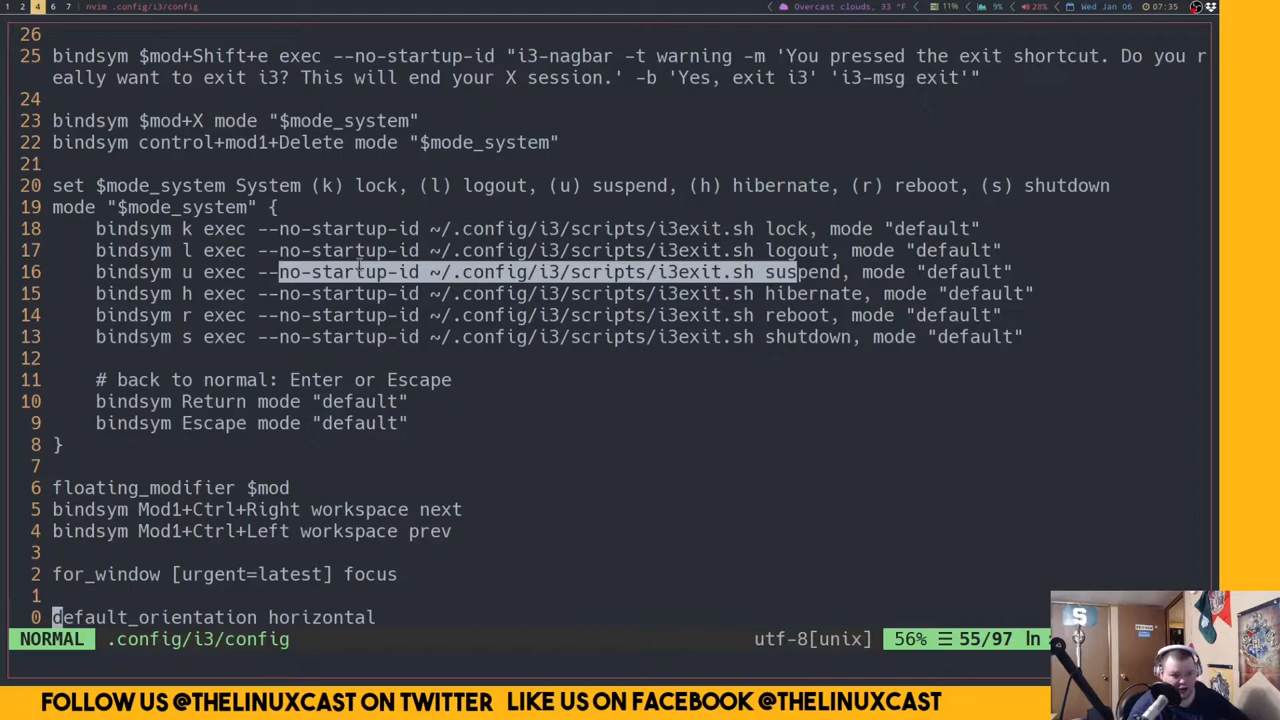 1 2 4 6 7 nvim .config/i3/config Overcast clouds, 33 °F 11% 9% 28% Wed Jan 06 07:35
26
25 bindsym $mod+Shift+e exec --no-startup-id "i3-nagbar -t warning -m 'You pressed the exit shortcut. Do you r
eally want to exit i3? This will end your X session.' -b 'Yes, exit i3' 'i3-msg exit'"
24
23 bindsym $mod+X mode "$mode_system"
22 bindsym control+mod1+Delete mode "$mode_system"
21
20 set $mode_system System (k) lock, (l) logout, (u) suspend, (h) hibernate, (r) reboot, (s) shutdown
19 mode "$mode_system" {
18 bindsym k exec --no-startup-id ~/.config/i3/scripts/i3exit.sh lock, mode "default"
17 bindsym l exec --no-startup-id ~/.config/i3/scripts/i3exit.sh logout, mode "default"
16 bindsym u exec --no-startup-id ~/.config/i3/scripts/i3exit.sh suspend, mode "default"
15 bindsym h exec --no-startup-id ~/.config/i3/scripts/i3exit.sh hibernate, mode "default"
14 bindsym r exec --no-startup-id ~/.config/i3/scripts/i3exit.sh reboot, mode "default"
13 bindsym s exec --no-startup-id ~/.config/i3/scripts/i3exit.sh shutdown, mode "default"
12
11 # back to normal: Enter or Escape
10 bindsym Return mode "default"
9 bindsym Escape mode "default"
8 }
7
6 floating_modifier $mod
5 bindsym Mod1+Ctrl+Right workspace next
4 bindsym Mod1+Ctrl+Left workspace prev
3
2 for_window [urgent=latest] focus
1
0 default_orientation horizontal
NORMAL .config/i3/config utf-8[unix] 56% ☰ 55/97 ln
FOLLOW US @THELINUXCAST ON TWITTER LIKE US ON FACEBOOK @THELINUXCAST